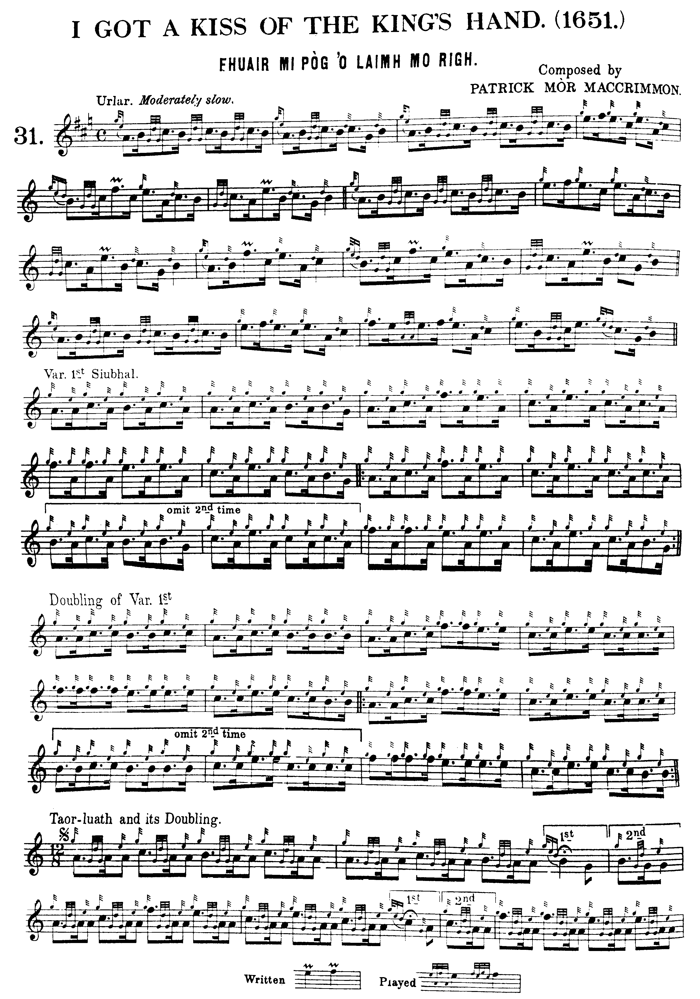 I GOT A KISS OF THE KING'S HAND. (1651.)
FHUAIR MI PÒG 'O LAIMH MO RIGH.
Composed by
PATRICK MÒR MACCRIMMON.
Urlar. Moderately slow.
31.
Var. 1st Siubhal.
omit 2nd time
Doubling of Var. 1st
omit 2nd time
Taor-luath and its Doubling.
12
8
1st 2nd
1st 2nd
Written Played